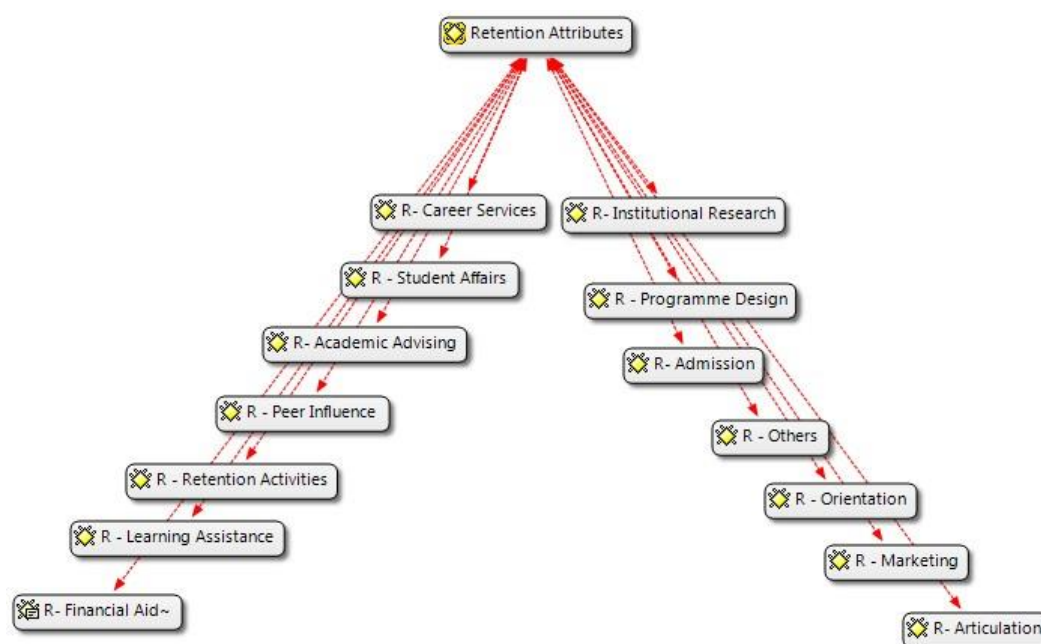 Retention Attributes
R- Career Services
R- Institutional Research
R - Student Affairs
R - Programme Design
R- Academic Advising
R- Admission
R - Peer Influence
R - Others
R - Retention Activities
R - Orientation
R - Learning Assistance
R - Marketing
R- Financial Aid~
R- Articulation